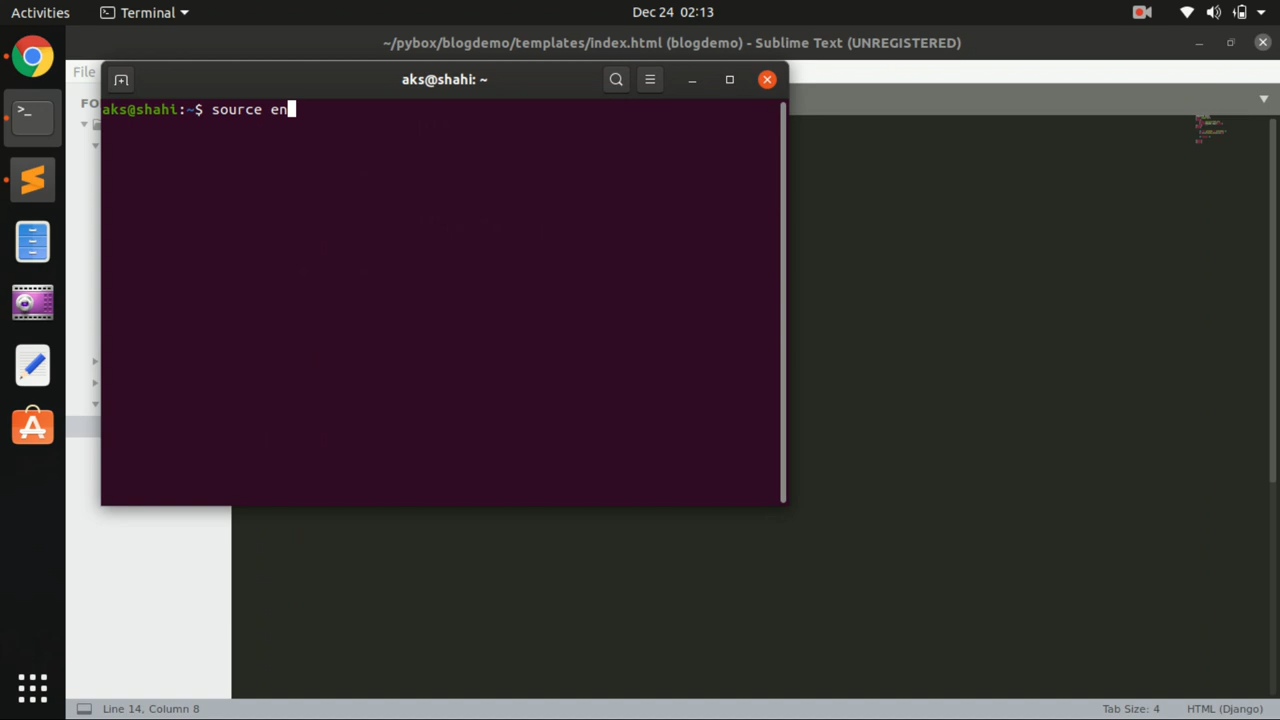 Activities
Terminal
Dec 24 02:13
~/pybox/blogdemo/templates/index.html (blogdemo) - Sublime Text (UNREGISTERED)
File
aks@shahi: ~
FO
aks@shahi:~$ source en
Line 14, Column 8
Tab Size: 4
HTML (Django)